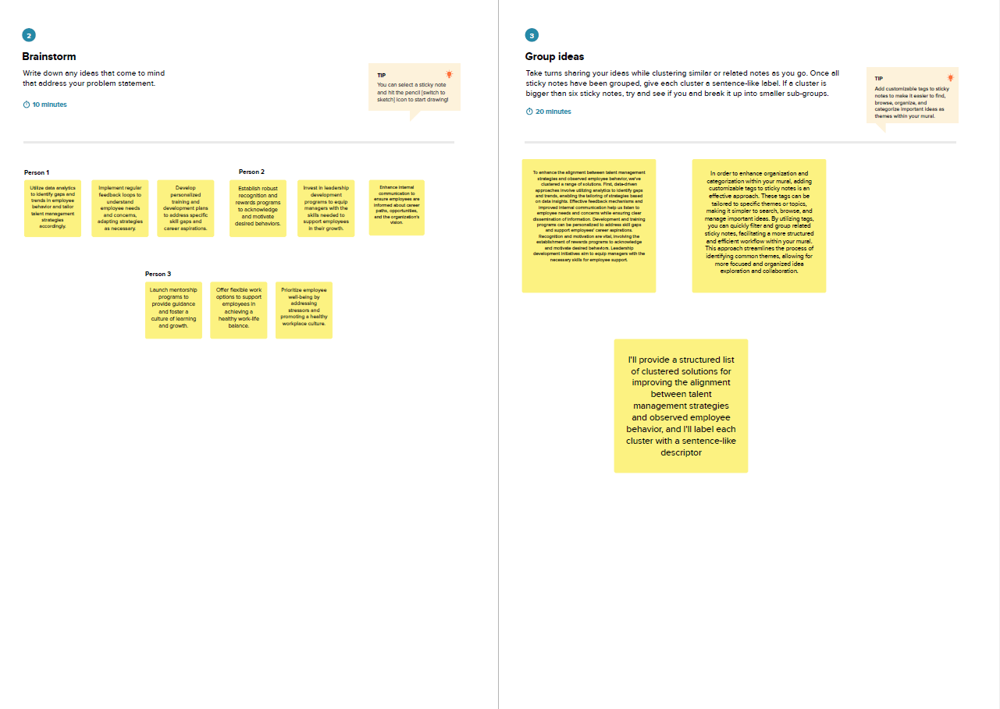 2
Brainstorm
Write down any ideas that come to mind
that address your problem statement.
10 minutes
TIP
You can select a sticky note
and hit the pencil [switch to
sketch] icon to start drawing!
Person 1
Utilize data analytics
to identify gaps and
trends in employee
behavior and tailor
talent management
strategies
accordingly.
Implement regular
feedback loops to
understand
employee needs
and concerns,
adapting strategies
as necessary.
Develop
personalized
training and
development plans
to address specific
skill gaps and
career aspirations.
Person 2
Establish robust
recognition and
rewards programs
to acknowledge
and motivate
desired behaviors.
Invest in leadership
development
programs to equip
managers with the
skills needed to
support employees
in their growth.
Enhance internal
communication to
ensure employees are
informed about career
paths, opportunities,
and the organization's
vision.
Person 3
Launch mentorship
programs to
provide guidance
and foster a
culture of learning
and growth.
Offer flexible work
options to support
employees in
achieving a
healthy work-life
balance.
Prioritize employee
well-being by
addressing
stressors and
promoting a healthy
workplace culture.
3
Group ideas
Take turns sharing your ideas while clustering similar or related notes as you go. Once all
sticky notes have been grouped, give each cluster a sentence-like label. If a cluster is
bigger than six sticky notes, try and see if you and break it up into smaller sub-groups.
20 minutes
TIP
Add customizable tags to sticky
notes to make it easier to find,
browse, organize, and
categorize important ideas as
themes within your mural.
To enhance the alignment between talent management
strategies and observed employee behavior, we've
clustered a range of solutions. First, data-driven
approaches involve utilizing analytics to identify gaps
and trends, enabling the tailoring of strategies based
on data insights. Effective feedback mechanisms and
improved internal communication help us listen to
employee needs and concerns while ensuring clear
dissemination of information. Development and training
programs can be personalized to address skill gaps
and support employees' career aspirations.
Recognition and motivation are vital, involving the
establishment of rewards programs to acknowledge
and motivate desired behaviors. Leadership
development initiatives aim to equip managers with the
necessary skills for employee support.
In order to enhance organization and
categorization within your mural, adding
customizable tags to sticky notes is an
effective approach. These tags can be
tailored to specific themes or topics,
making it simpler to search, browse, and
manage important ideas. By utilizing tags,
you can quickly filter and group related
sticky notes, facilitating a more structured
and efficient workflow within your mural.
This approach streamlines the process of
identifying common themes, allowing for
more focused and organized idea
exploration and collaboration.
I'll provide a structured list
of clustered solutions for
improving the alignment
between talent
management strategies
and observed employee
behavior, and I'll label each
cluster with a sentence-like
descriptor